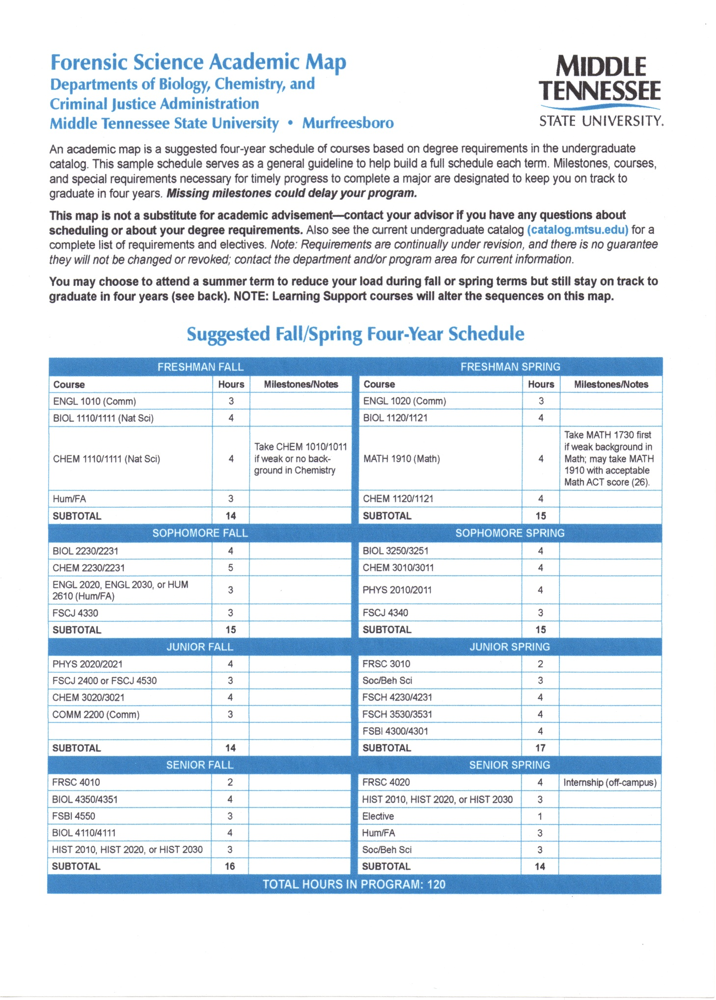 Forensic Science Academic Map
Departments of Biology, Chemistry, and
Criminal Justice Administration
Middle Tennessee State University • Murfreesboro
MIDDLE
TENNESSEE
STATE UNIVERSITY.
An academic map is a suggested four-year schedule of courses based on degree requirements in the undergraduate
catalog. This sample schedule serves as a general guideline to help build a full schedule each term. Milestones, courses,
and special requirements necessary for timely progress to complete a major are designated to keep you on track to
graduate in four years. Missing milestones could delay your program.
This map is not a substitute for academic advisement—contact your advisor if you have any questions about
scheduling or about your degree requirements. Also see the current undergraduate catalog (catalog.mtsu.edu) for a
complete list of requirements and electives. Note: Requirements are continually under revision, and there is no guarantee
they will not be changed or revoked; contact the department and/or program area for current information.
You may choose to attend a summer term to reduce your load during fall or spring terms but still stay on track to
graduate in four years (see back). NOTE: Learning Support courses will alter the sequences on this map.
Suggested Fall/Spring Four-Year Schedule
FRESHMAN FALL FRESHMAN SPRING
Course Hours Milestones/Notes Course Hours Milestones/Notes
ENGL 1010 (Comm) 3 ENGL 1020 (Comm) 3
BIOL 1110/1111 (Nat Sci) 4 BIOL 1120/1121 4
CHEM 1110/1111 (Nat Sci) 4
Take CHEM 1010/1011
if weak or no back-
ground in Chemistry
MATH 1910 (Math) 4
Take MATH 1730 first
if weak background in
Math; may take MATH
1910 with acceptable
Math ACT score (26).
Hum/FA 3 CHEM 1120/1121 4
SUBTOTAL 14 SUBTOTAL 15
SOPHOMORE FALL SOPHOMORE SPRING
BIOL 2230/2231 4 BIOL 3250/3251 4
CHEM 2230/2231 5 CHEM 3010/3011 4
ENGL 2020, ENGL 2030, or HUM
2610 (Hum/FA) 3 PHYS 2010/2011 4
FSCJ 4330 3 FSCJ 4340 3
SUBTOTAL 15 SUBTOTAL 15
JUNIOR FALL JUNIOR SPRING
PHYS 2020/2021 4 FRSC 3010 2
FSCJ 2400 or FSCJ 4530 3 Soc/Beh Sci 3
CHEM 3020/3021 4 FSCH 4230/4231 4
COMM 2200 (Comm) 3 FSCH 3530/3531 4
FSBI 4300/4301 4
SUBTOTAL 14 SUBTOTAL 17
SENIOR FALL SENIOR SPRING
FRSC 4010 2 FRSC 4020 4 Internship (off-campus)
BIOL 4350/4351 4 HIST 2010, HIST 2020, or HIST 2030 3
FSBI 4550 3 Elective 1
BIOL 4110/4111 4 Hum/FA 3
HIST 2010, HIST 2020, or HIST 2030 3 Soc/Beh Sci 3
SUBTOTAL 16 SUBTOTAL 14
TOTAL HOURS IN PROGRAM: 120